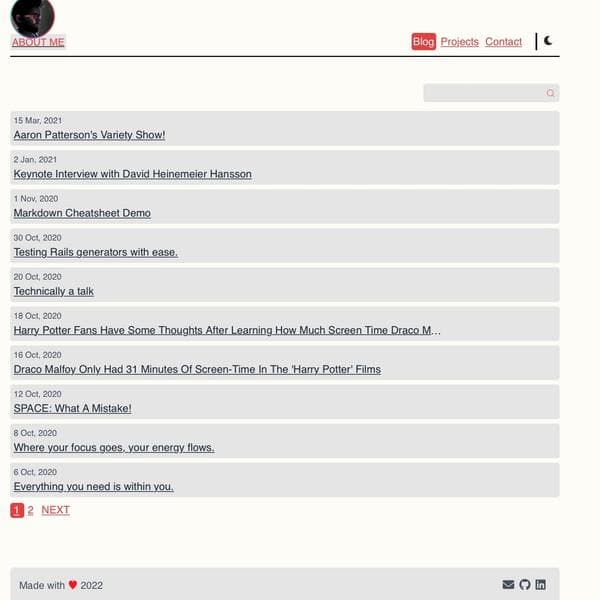 ABOUT ME
Blog Projects Contact
15 Mar, 2021
Aaron Patterson's Variety Show!
2 Jan, 2021
Keynote Interview with David Heinemeier Hansson
1 Nov, 2020
Markdown Cheatsheet Demo
30 Oct, 2020
Testing Rails generators with ease.
20 Oct, 2020
Technically a talk
18 Oct, 2020
Harry Potter Fans Have Some Thoughts After Learning How Much Screen Time Draco M…
16 Oct, 2020
Draco Malfoy Only Had 31 Minutes Of Screen-Time In The 'Harry Potter' Films
12 Oct, 2020
SPACE: What A Mistake!
8 Oct, 2020
Where your focus goes, your energy flows.
6 Oct, 2020
Everything you need is within you.
1 2 NEXT
Made with ♥ 2022